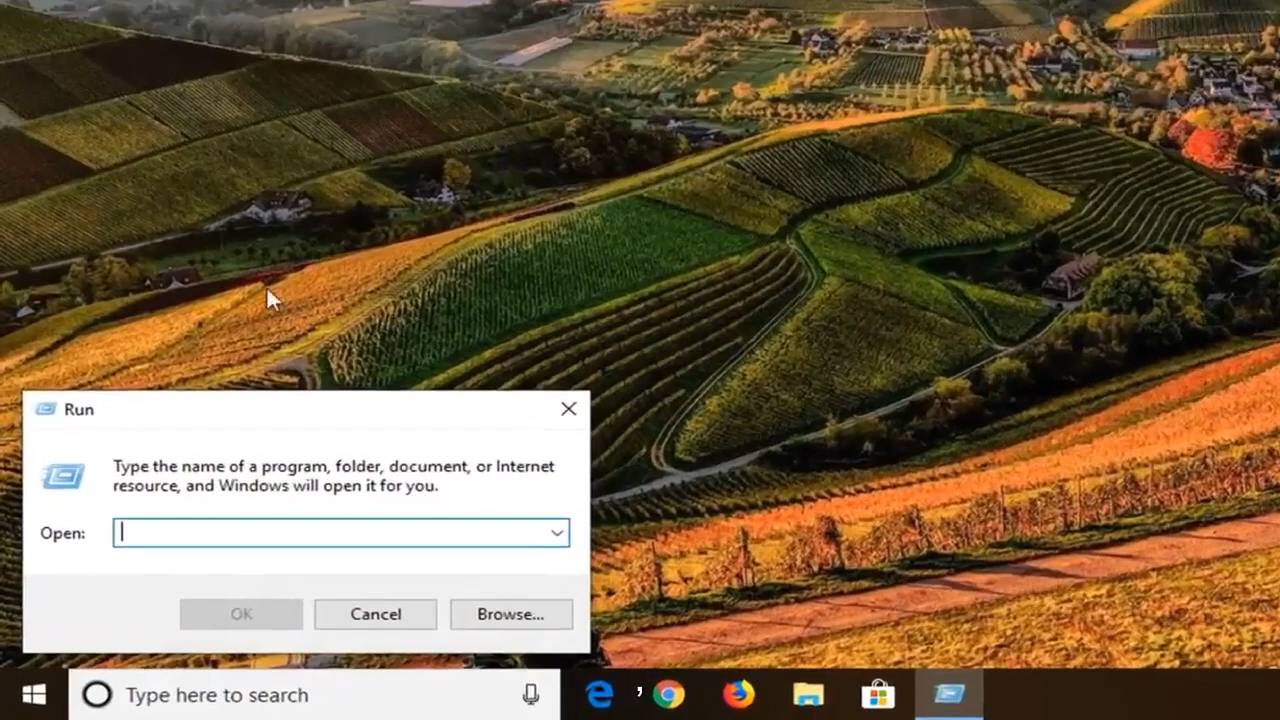 Run
Type the name of a program, folder, document, or Internet
resource, and Windows will open it for you.
Open:
OK
Cancel
Browse...
Type here to search
,